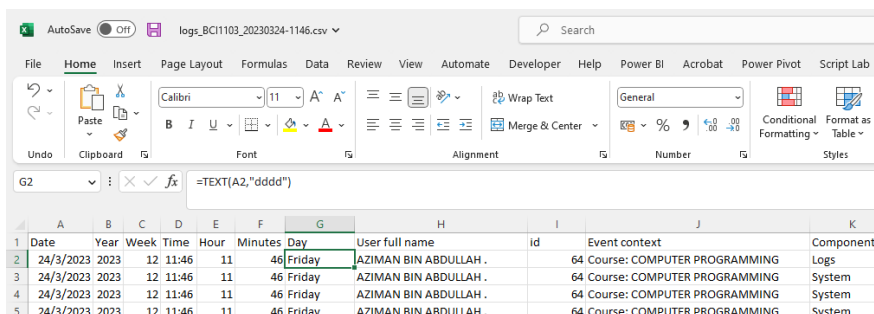 AutoSave Off logs_BCI1103_20230324-1146.csv Search
File Home Insert Page Layout Formulas Data Review View Automate Developer Help Power BI Acrobat Power Pivot Script Lab
Calibri 11 A A ab Wrap Text General
Paste B I U A Merge & Center % Conditional Formatting Format as Table
Undo Clipboard Font Alignment Number Styles
G2 fx =TEXT(A2,"dddd")
A B C D E F G H I J K
1 Date Year Week Time Hour Minutes Day User full name id Event context Component
2 24/3/2023 2023 12 11:46 11 46 Friday AZIMAN BIN ABDULLAH . 64 Course: COMPUTER PROGRAMMING Logs
3 24/3/2023 2023 12 11:46 11 46 Friday AZIMAN BIN ABDULLAH . 64 Course: COMPUTER PROGRAMMING System
4 24/3/2023 2023 12 11:46 11 46 Friday AZIMAN BIN ABDULLAH . 64 Course: COMPUTER PROGRAMMING System
5 24/3/2023 2023 12 11:46 11 46 Friday AZIMAN BIN ABDULLAH . 64 Course: COMPUTER PROGRAMMING System